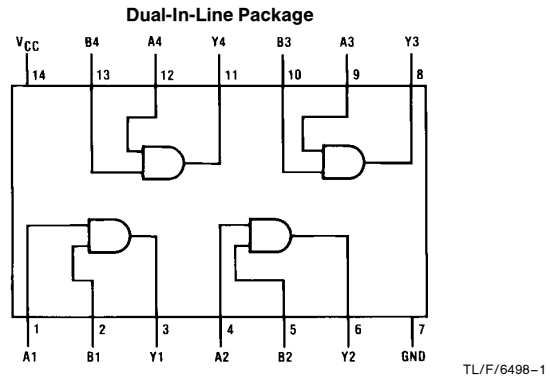 Dual-In-Line Package
VCC B4 A4 Y4 B3 A3 Y3
14 13 12 11 10 9 8
1 2 3 4 5 6 7
A1 B1 Y1 A2 B2 Y2 GND
TL/F/6498–1